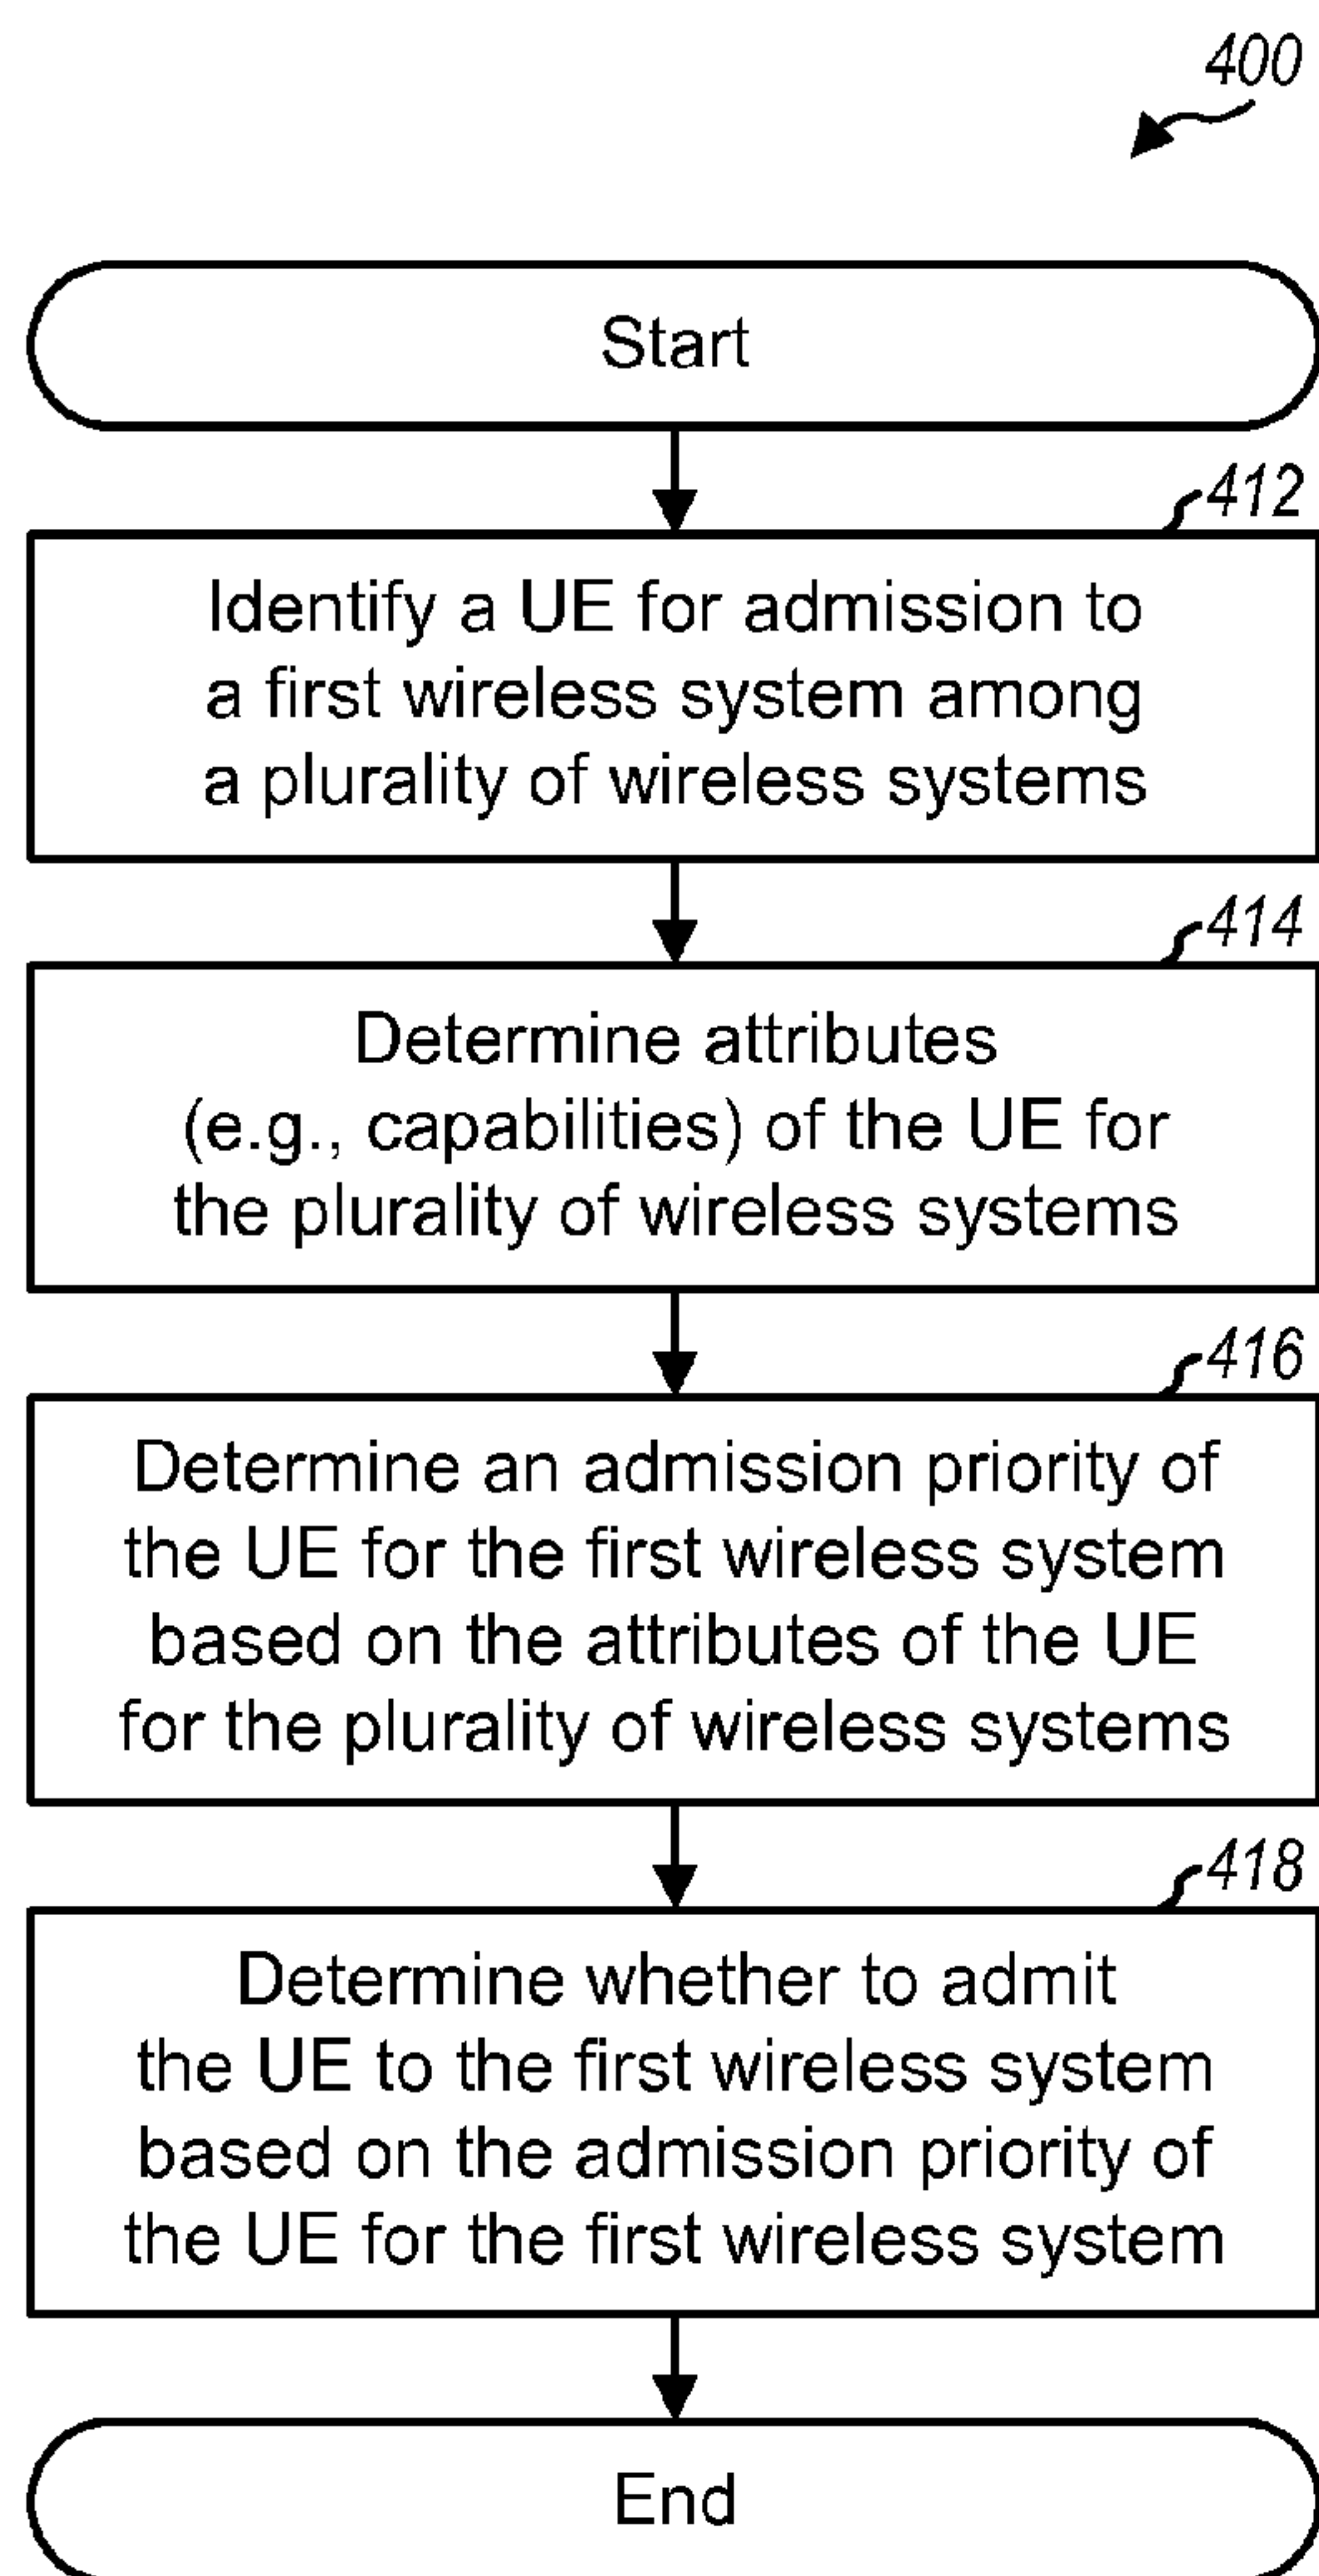 400
Start
412
Identify a UE for admission to
a first wireless system among
a plurality of wireless systems
414
Determine attributes
(e.g., capabilities) of the UE for
the plurality of wireless systems
416
Determine an admission priority of
the UE for the first wireless system
based on the attributes of the UE
for the plurality of wireless systems
418
Determine whether to admit
the UE to the first wireless system
based on the admission priority of
the UE for the first wireless system
End